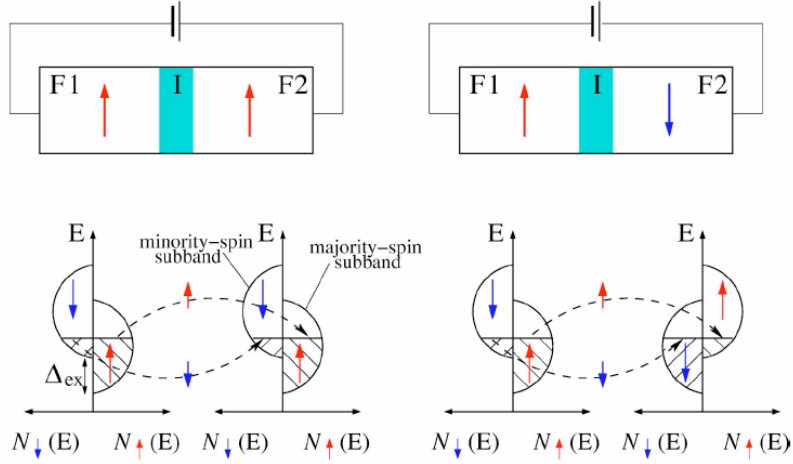 F1 I F2
F1 I F2
E
minority-spin
subband
E
majority-spin
subband
Δex
N↓(E) N↑(E) N↓(E) N↑(E)
E
E
N↓(E) N↑(E) N↓(E) N↑(E)